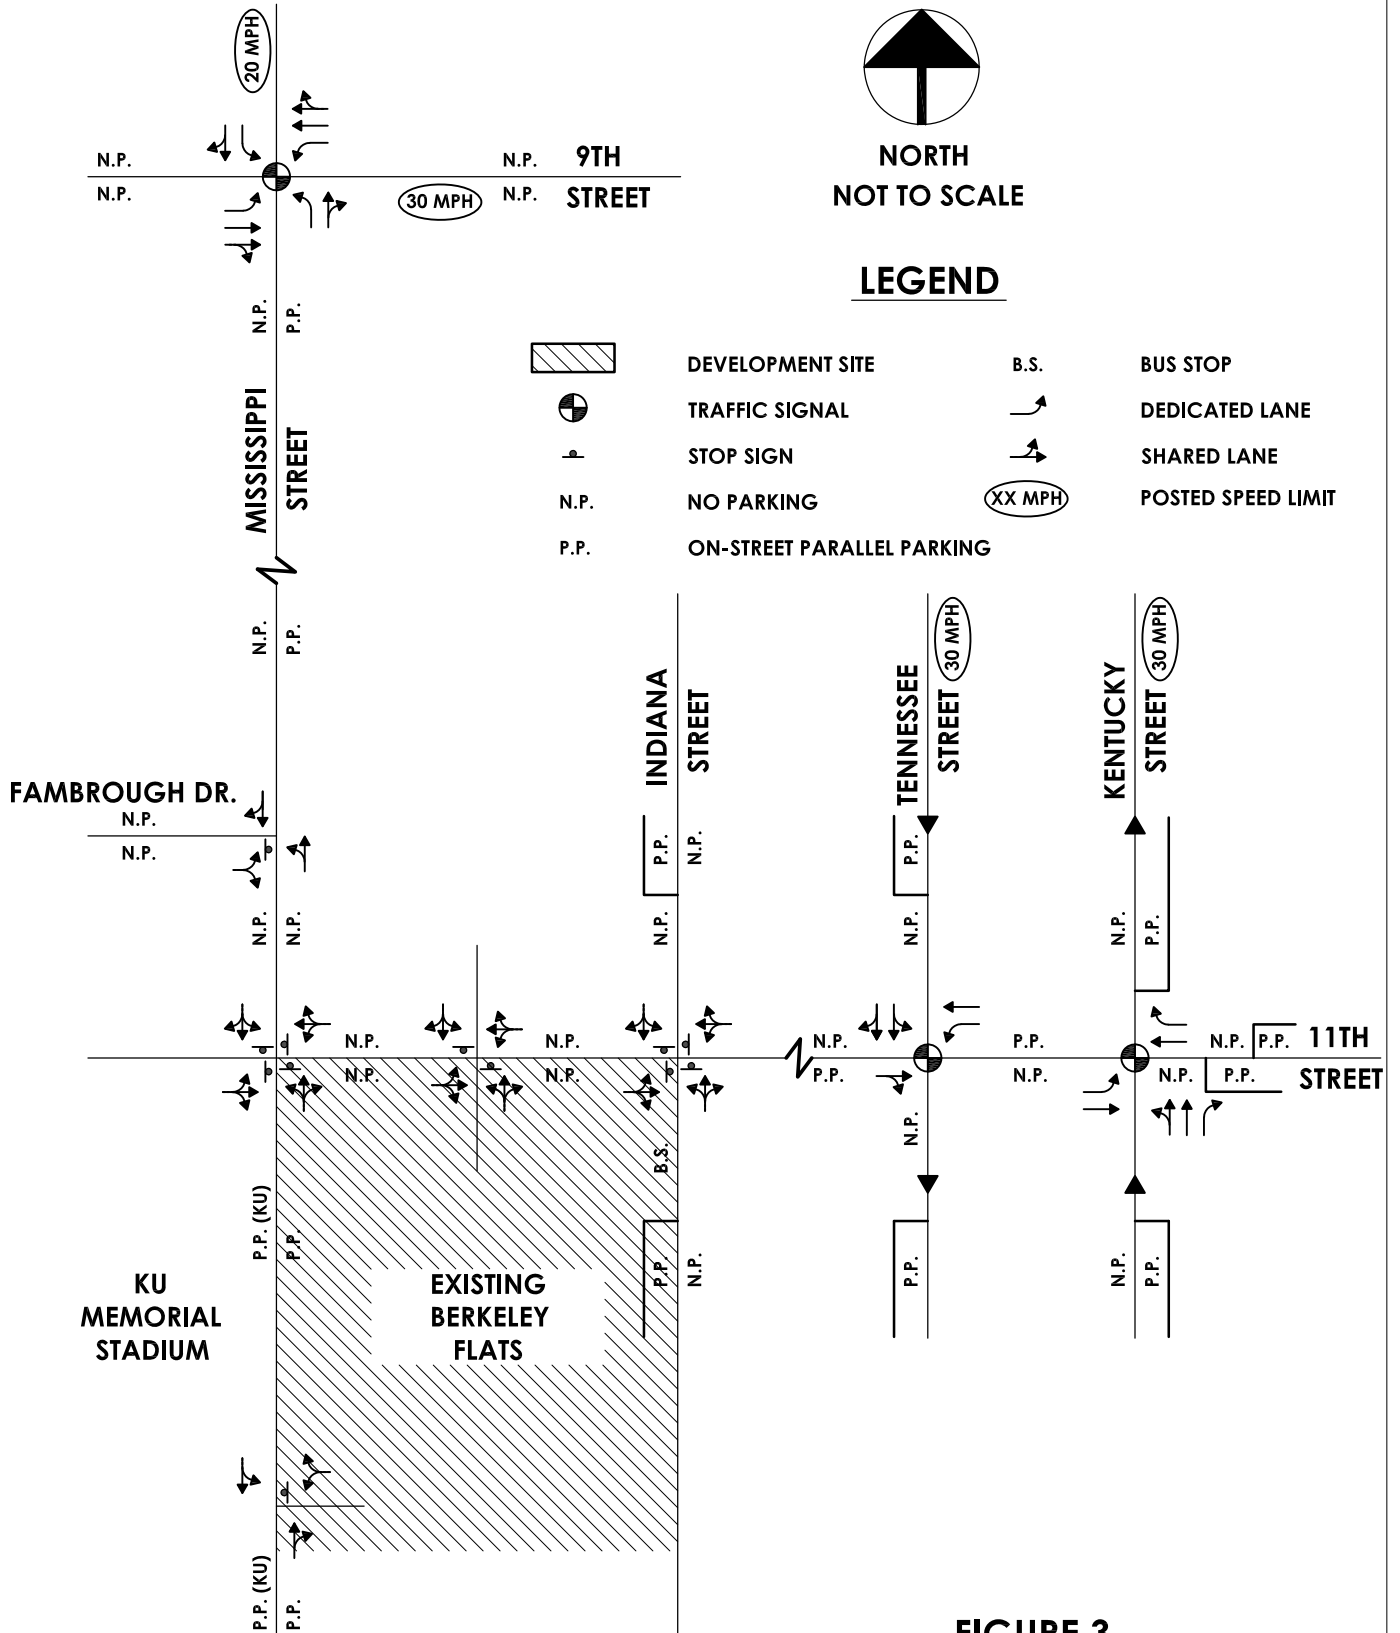 20 MPH
N.P.
N.P.
N.P.
N.P.
9TH
STREET
30 MPH
NORTH
NOT TO SCALE
LEGEND
DEVELOPMENT SITE
TRAFFIC SIGNAL
STOP SIGN
N.P.
NO PARKING
P.P.
ON-STREET PARALLEL PARKING
B.S.
BUS STOP
DEDICATED LANE
SHARED LANE
XX MPH
POSTED SPEED LIMIT
N.P.
P.P.
MISSISSIPPI
STREET
N.P.
P.P.
INDIANA
STREET
TENNESSEE
STREET
30 MPH
KENTUCKY
STREET
30 MPH
FAMBROUGH DR.
N.P.
N.P.
P.P.
N.P.
P.P.
N.P.
N.P.
N.P.
N.P.
N.P.
P.P.
N.P.
N.P.
N.P.
P.P.
N.P.
P.P.
11TH
N.P.
N.P.
P.P.
N.P.
N.P.
P.P.
STREET
N.P.
B.S.
P.P. (KU)
P.P.
P.P.
N.P.
P.P.
N.P.
P.P.
KU
MEMORIAL
STADIUM
EXISTING
BERKELEY
FLATS
P.P. (KU)
P.P.
FIGURE 3